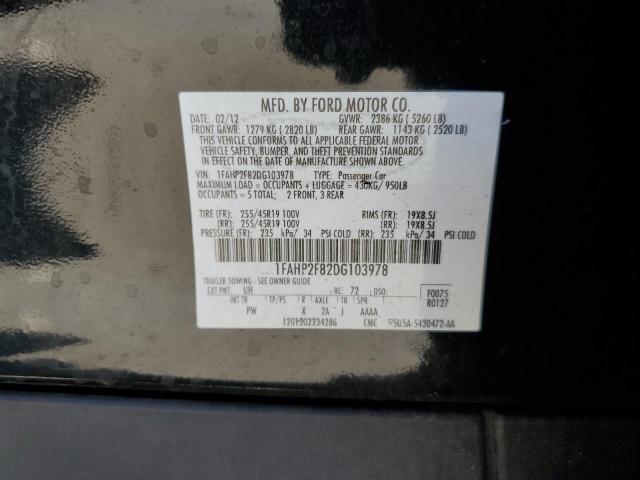 MFD. BY FORD MOTOR CO.
DATE: 02/12 GVWR: 2386 KG ( 5260 LB)
FRONT GAWR: 1279 KG ( 2820 LB) REAR GAWR: 1143 KG ( 2520 LB)
THIS VEHICLE CONFORMS TO ALL APPLICABLE FEDERAL MOTOR
VEHICLE SAFETY, BUMPER, AND THEFT PREVENTION STANDARDS
IN EFFECT ON THE DATE OF MANUFACTURE SHOWN ABOVE.
VIN: 1FAHP2F82DG103978 TYPE: Passenger Car
MAXIMUM LOAD = OCCUPANTS + LUGGAGE = 430KG/ 950LB
OCCUPANTS = 5 TOTAL: 2 FRONT, 3 REAR
TIRE (FR): 255/45R19 100V RIMS (FR): 19X8.5J
(RR): 255/45R19 100V (RR): 19X8.5J
PRESSURE (FR): 235 kPa/ 34 PSI COLD (RR): 235 kPa/ 34 PSI COLD
1FAHP2F82DG103978
TRAILER TOWING - SEE OWNER GUIDE
EXT PNT: UH RC: 72 DSO: F0075
INT TR TP/PS R AXLE TR SPR R0127
PW X 2A J AAAA
1201202234286 CMC 5U5A-5420472-AA